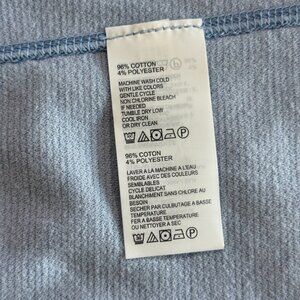 96% COTTON
4% POLYESTER
MACHINE WASH COLD
WITH LIKE COLORS
GENTLE CYCLE
NON CHLORINE BLEACH
IF NEEDED
TUMBLE DRY LOW
COOL IRON
OR DRY CLEAN
P
96% COTON
4% POLYESTER
LAVER A LA MACHINE A L'EAU
FROIDE AVEC DES COULEURS
SEMBLABLES
CYCLE DELICAT
BLANCHIMENT SANS CHLORE AU
BESOIN
SECHER PAR CULBUTAGE A BASSE
TEMPERATURE
FER A BASSE TEMPERATURE
OU NETTOYER A SEC
P